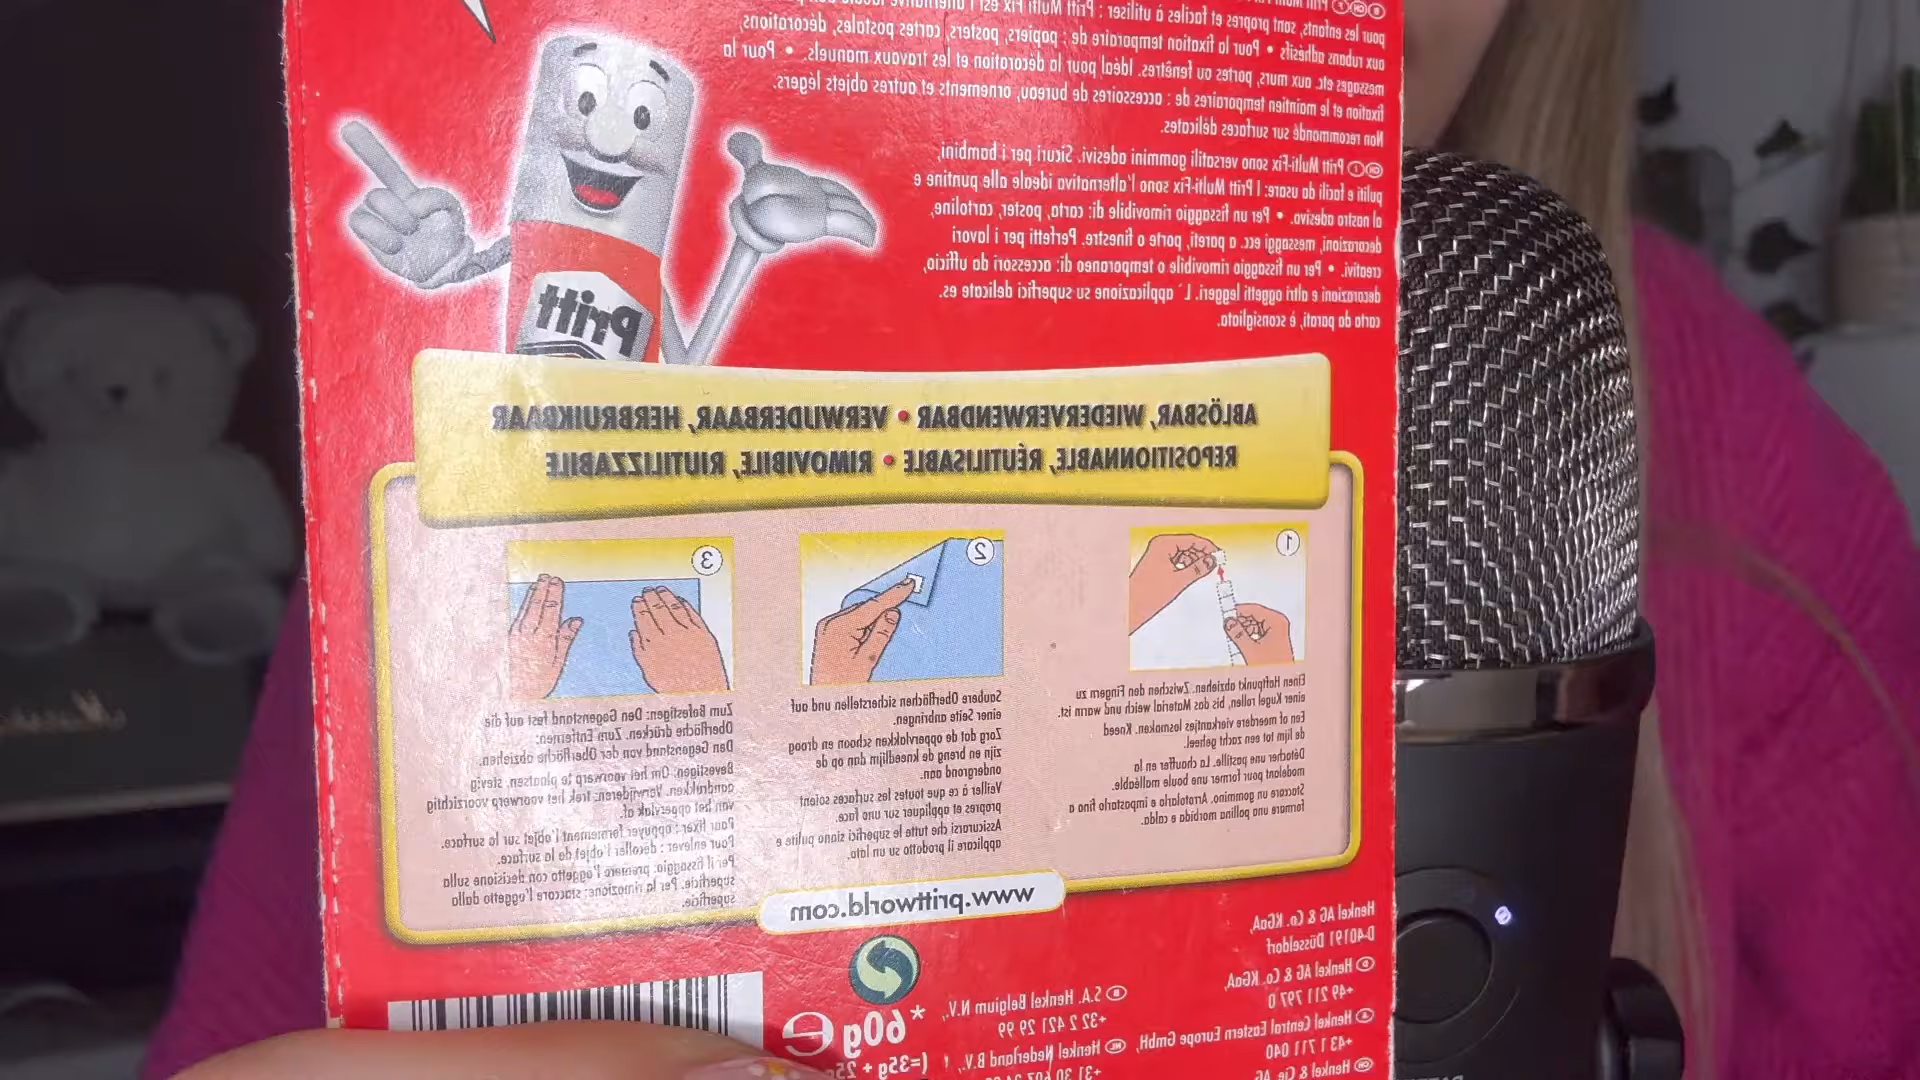 pour les enfants, sont propres et faciles à utiliser : Pritt Multi Fix est l'alternative idéale
aux rubans adhésifs • Pour la fixation temporaire de : papiers, posters, cartes postales, décorations,
messages etc. aux murs, portes ou fenêtres. Idéal pour la décoration et les travaux manuels. • Pour la
fixation et le maintien temporaires de : accessoires de bureau, ornements et autres objets légers.
Non recommandé sur surfaces délicates.
CH I Pritt Multi-Fix sono versatili gommini adesivi. Sicuri per i bambini,
puliti e facili da usare: I Pritt Multi-Fix sono l'alternativa ideale alle puntine e
al nastro adesivo. • Per un fissaggio rimovibile di: carta, poster, cartoline,
decorazioni, messaggi ecc. a pareti, porte o finestre. Perfetti per i lavori
creativi. • Per un fissaggio rimovibile o temporaneo di: accessori da ufficio,
decorazioni e altri oggetti leggeri. L'applicazione su superfici delicate es.
carta da parati, è sconsigliata.
Pritt
ABLÖSBAR, WIEDERVERWENDBAR • VERWIJDERBAAR, HERBRUIKBAAR
REPOSITIONNABLE, RÉUTILISABLE • RIMOVIBILE, RIUTILIZZABILE
1
Einen Haftpunkt abziehen. Zwischen den Fingern zu
einer Kugel rollen, bis das Material weich und warm ist.
Een of meerdere vierkantjes losmaken. Kneed
de lijm tot een zacht geheel.
Détacher une pastille. La chauffer en la
modelant pour former une boule malléable.
Staccare un gommino. Arrotolarlo e impastarlo fino a
formare una pallina morbida e calda.
2
Saubere Oberflächen sicherstellen und auf
einer Seite anbringen.
Zorg dat de oppervlakken schoon en droog
zijn en breng de kneedlijm dan op de
ondergrond aan.
Veiller à ce que toutes les surfaces soient
propres et appliquer sur une face.
Assicurarsi che tutte le superfici siano pulite e
applicare il prodotto su un lato.
3
Zum Befestigen: Den Gegenstand fest auf die
Oberfläche drücken. Zum Entfernen:
Den Gegenstand von der Oberfläche abziehen.
Bevestigen: Om het voorwerp te plaatsen, stevig
aandrukken. Verwijderen: trek het voorwerp voorzichtig
van het oppervlak af.
Pour fixer : appuyer fermement l'objet sur la surface.
Pour enlever : décoller l'objet de la surface.
Per il fissaggio: premere l'oggetto con decisione sulla
superficie. Per la rimozione: staccare l'oggetto dalla
superficie.
www.prittworld.com
Henkel AG & Co. KGaA,
D-40191 Düsseldorf
D Henkel AG & Co. KGaA,
+49 211 797 0
A Henkel Central Eastern Europe GmbH,
+43 1 711 040
CH Henkel & Cie. AG
B S.A. Henkel Belgium N.V.,
+32 2 421 29 99
NL Henkel Nederland B.V.,
+31 30 607
*60g e
(=35g + 25g